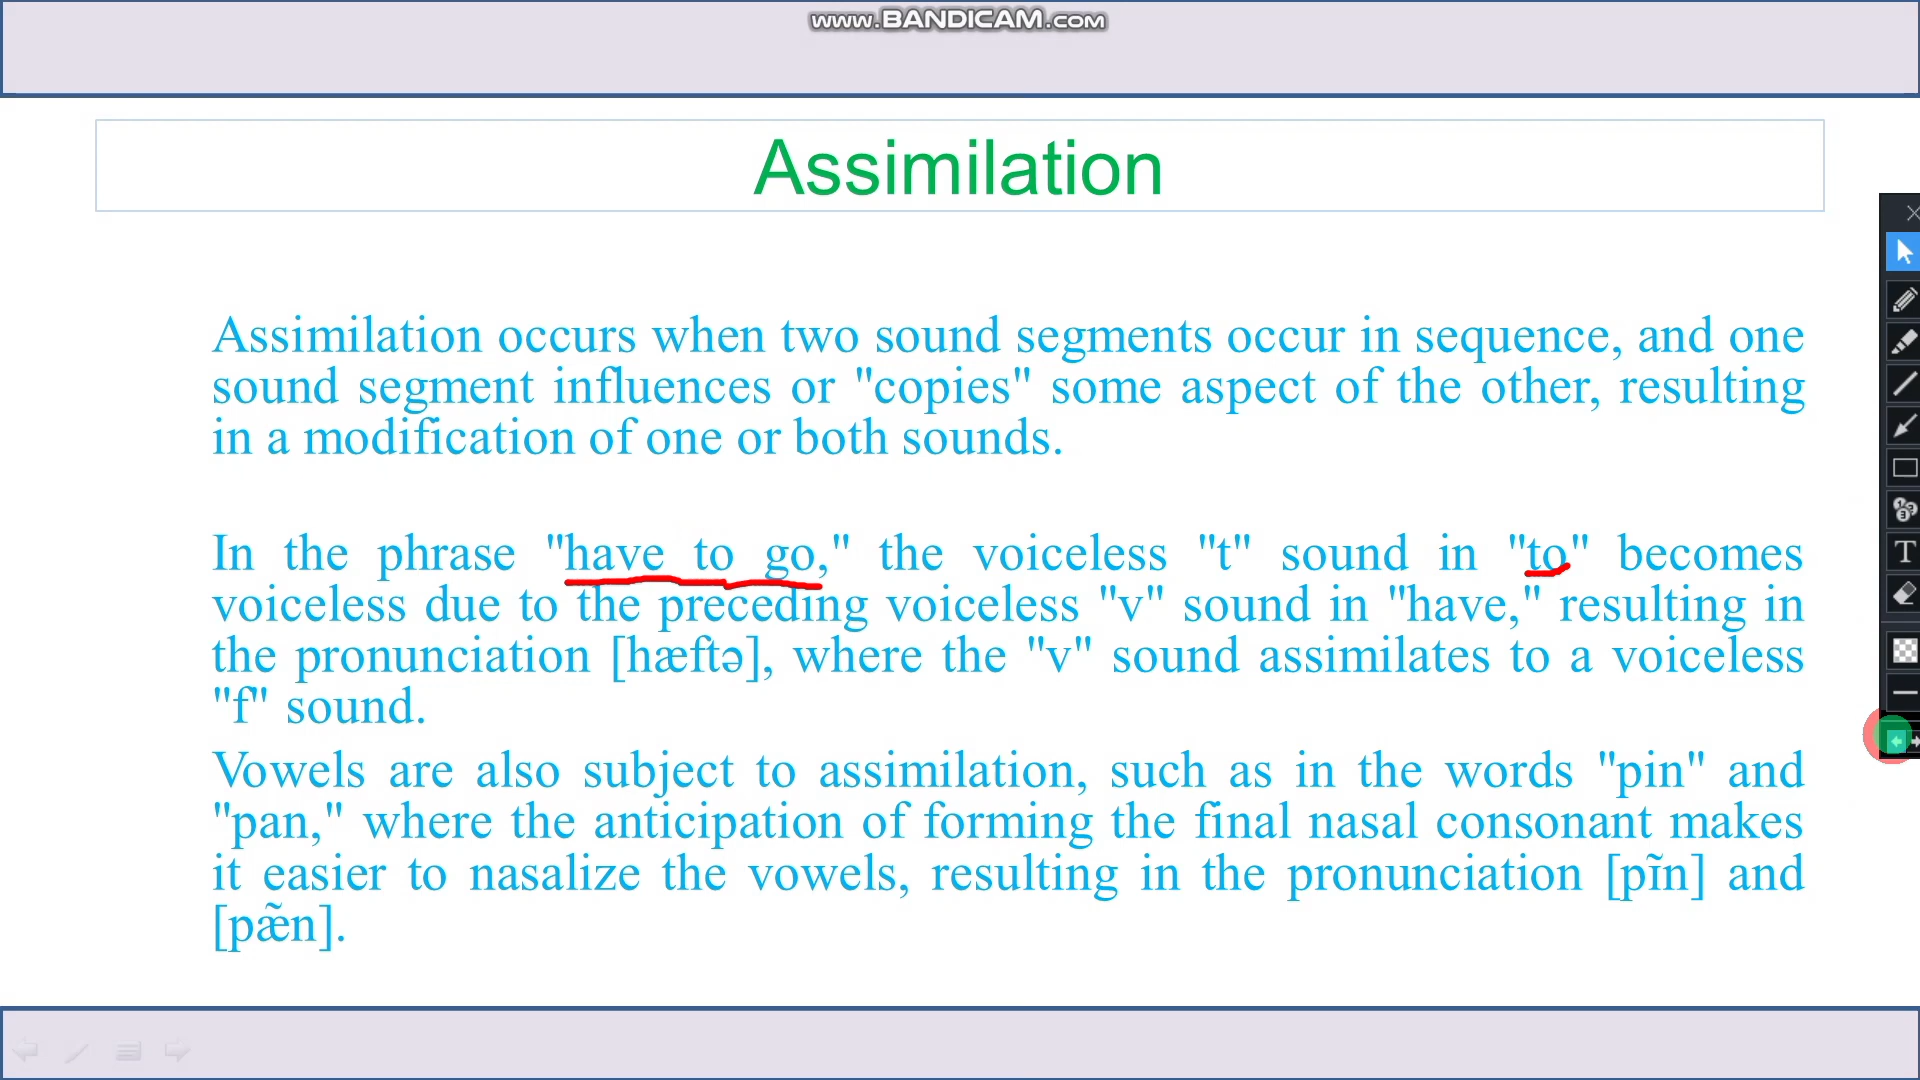 www.BANDICAM.com
Assimilation
Assimilation occurs when two sound segments occur in sequence, and one
sound segment influences or "copies" some aspect of the other, resulting
in a modification of one or both sounds.
In the phrase "have to go," the voiceless "t" sound in "to" becomes
voiceless due to the preceding voiceless "v" sound in "have," resulting in
the pronunciation [hæftə], where the "v" sound assimilates to a voiceless
"f" sound.
Vowels are also subject to assimilation, such as in the words "pin" and
"pan," where the anticipation of forming the final nasal consonant makes
it easier to nasalize the vowels, resulting in the pronunciation [pĩn] and
[pæ̃n].